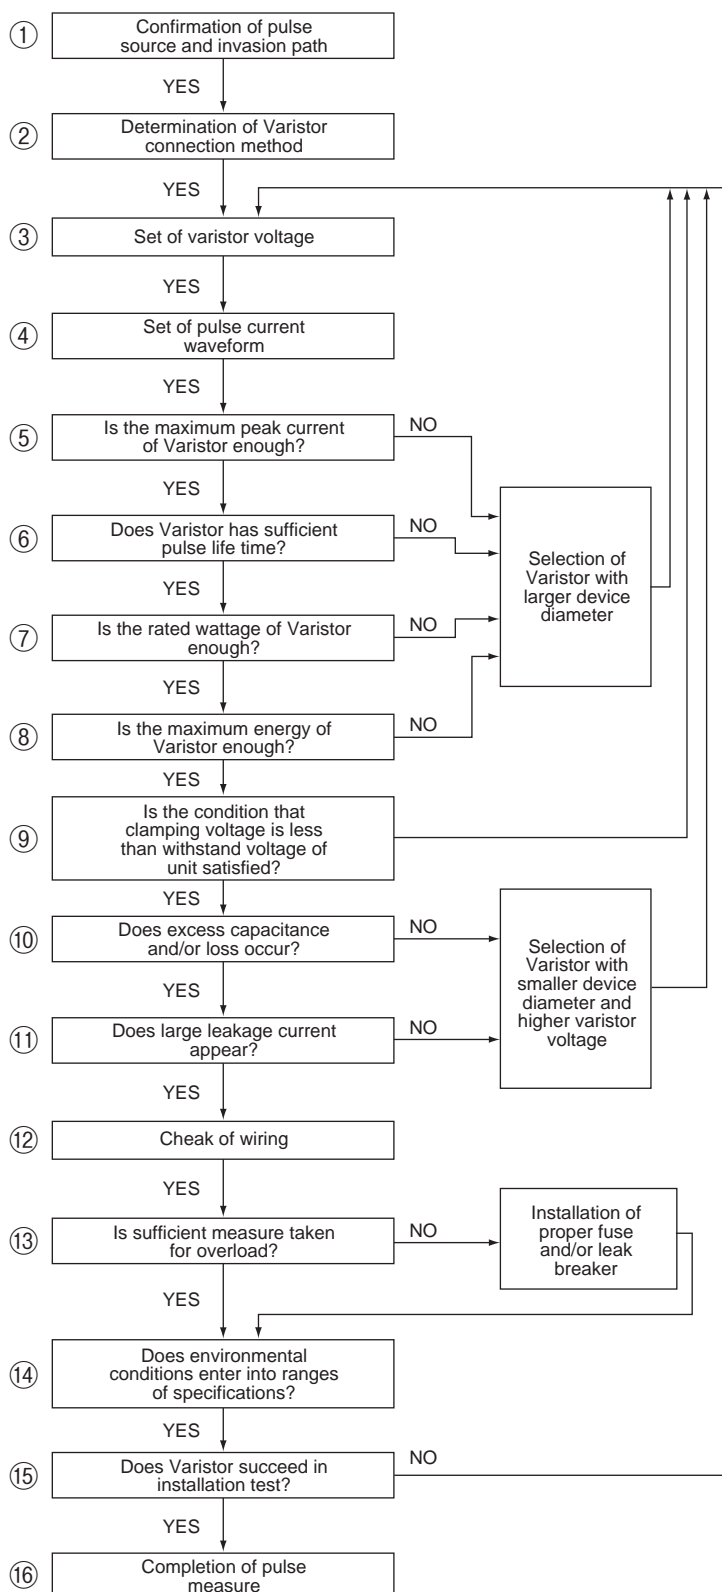 ①
Confirmation of pulse
source and invasion path
YES
②
Determination of Varistor
connection method
YES
③
Set of varistor voltage
YES
④
Set of pulse current
waveform
YES
⑤
Is the maximum peak current
of Varistor enough?
NO
YES
⑥
Does Varistor has sufficient
pulse life time?
NO
YES
Selection of
Varistor with
larger device
diameter
⑦
Is the rated wattage of Varistor
enough?
NO
YES
⑧
Is the maximum energy of
Varistor enough?
NO
YES
⑨
Is the condition that
clamping voltage is less
than withstand voltage of
unit satisfied?
YES
⑩
Does excess capacitance
and/or loss occur?
NO
YES
Selection of
Varistor with
smaller device
diameter and
higher varistor
voltage
⑪
Does large leakage current
appear?
NO
YES
⑫
Cheak of wiring
YES
⑬
Is sufficient measure taken
for overload?
NO
Installation of
proper fuse
and/or leak
breaker
YES
⑭
Does environmental
conditions enter into ranges
of specifications?
YES
⑮
Does Varistor succeed in
installation test?
NO
YES
⑯
Completion of pulse
measure